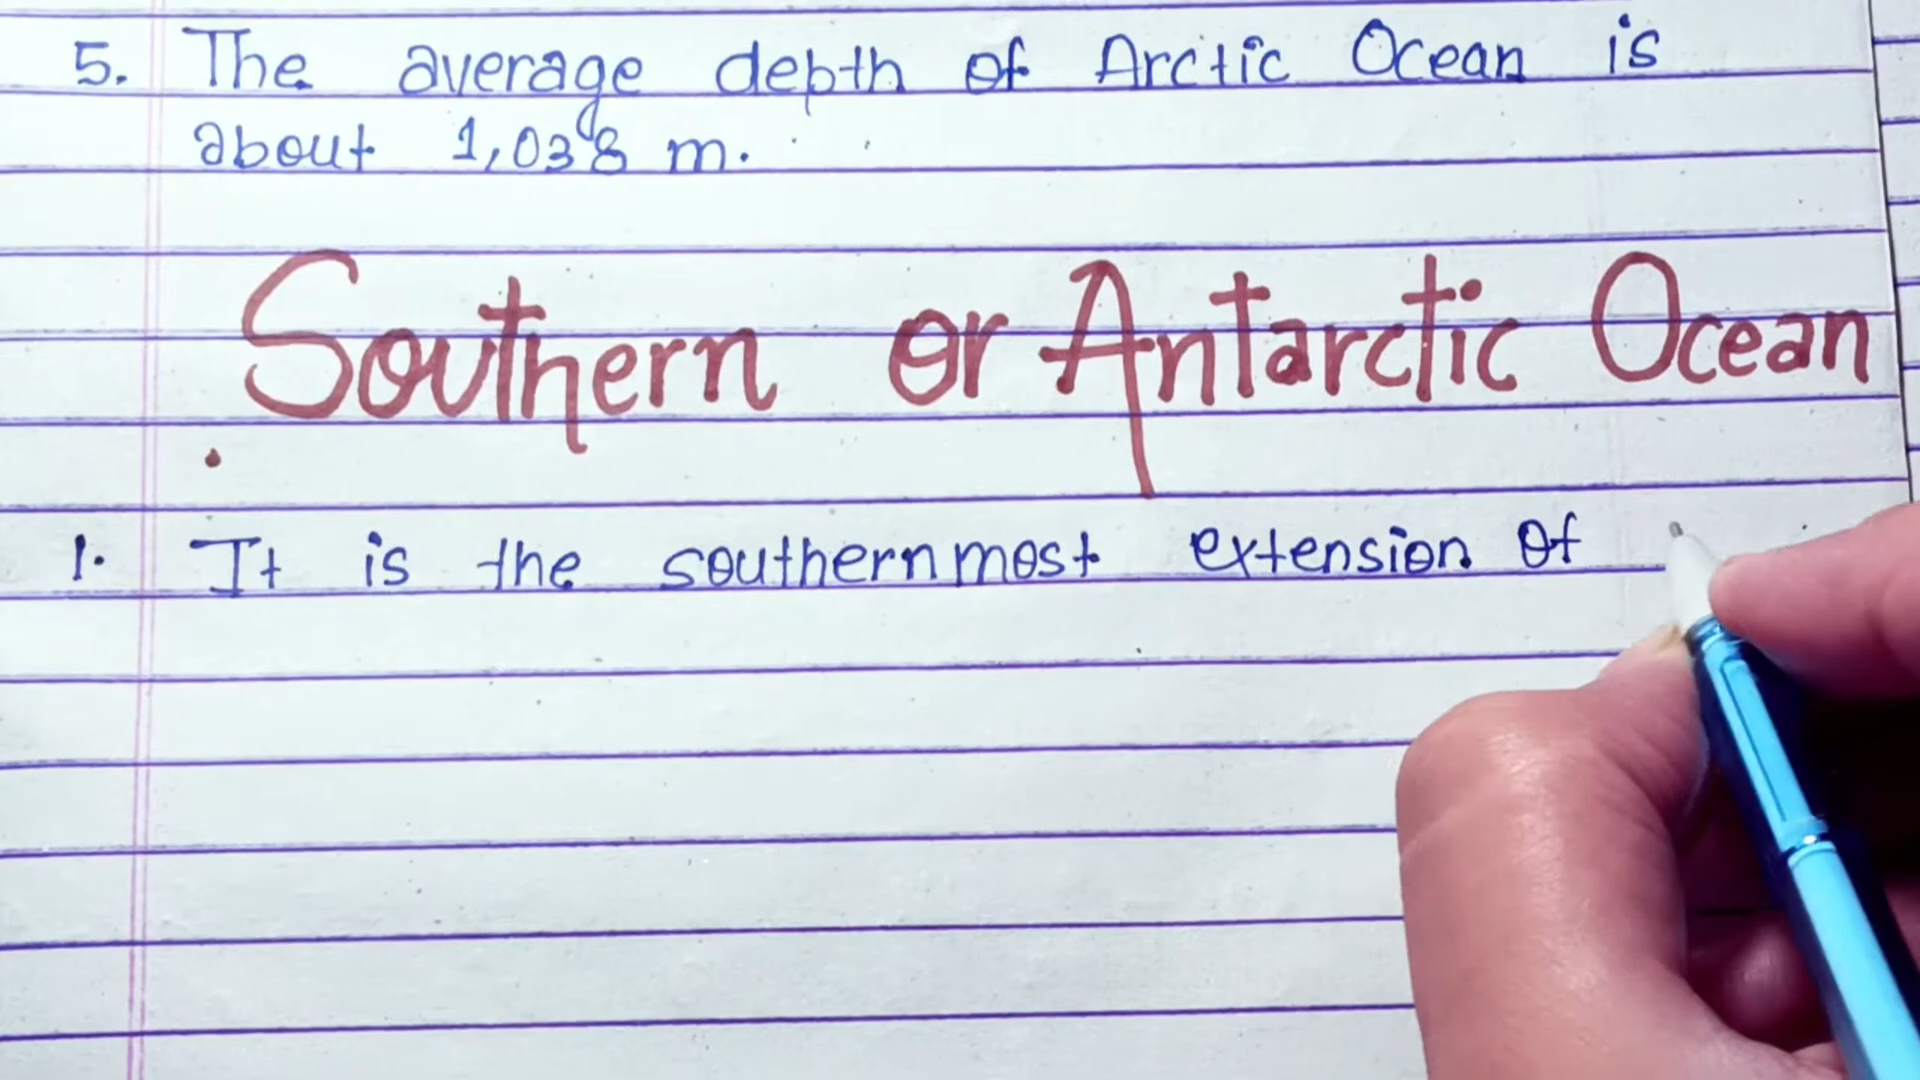 5. The average depth of Arctic Ocean is
about 1,038 m.
Southern or Antarctic Ocean
1. It is the southernmost extension of